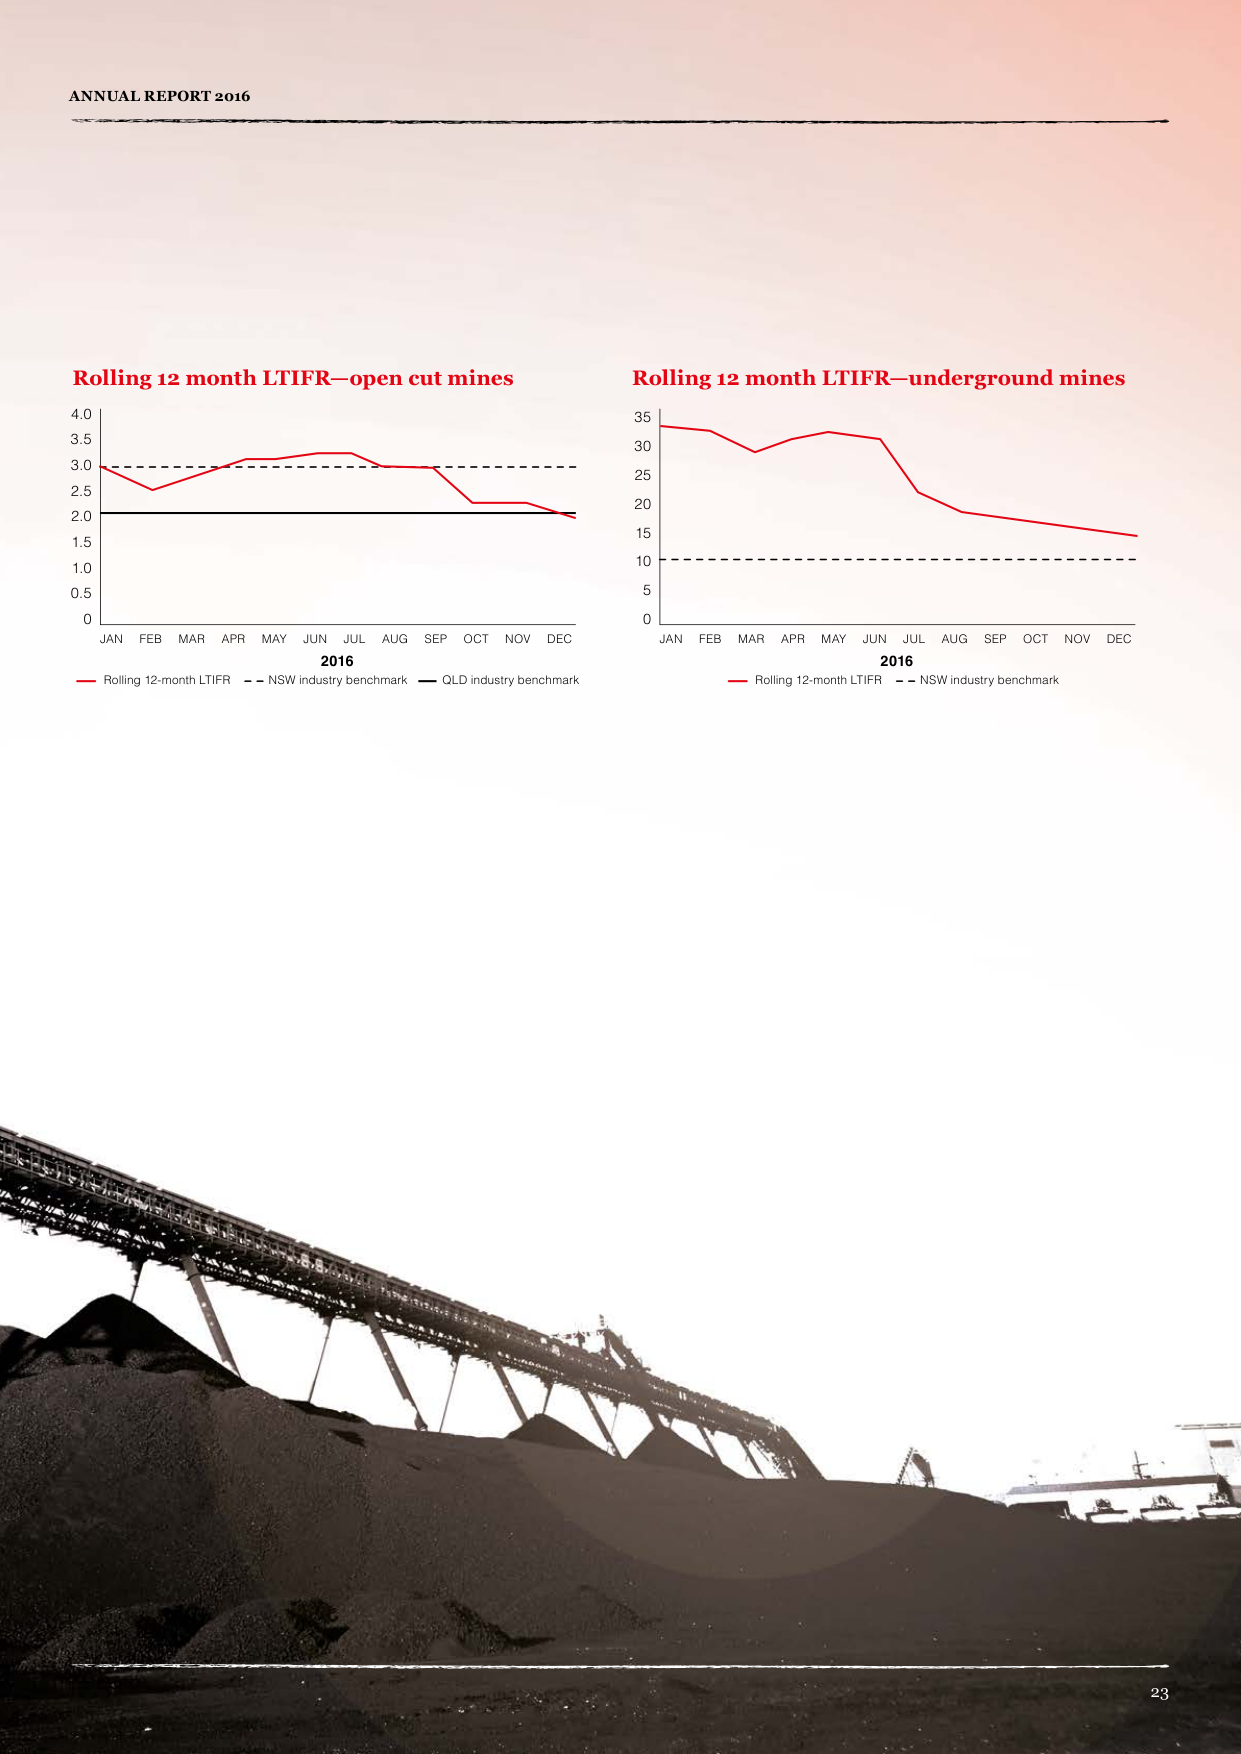 ANNUAL REPORT 2016
Rolling 12 month LTIFR—open cut mines
4.0
3.5
3.0
2.5
2.0
1.5
1.0
0.5
0
JAN FEB MAR APR MAY JUN JUL AUG SEP OCT NOV DEC
2016
Rolling 12-month LTIFR NSW industry benchmark QLD industry benchmark
Rolling 12 month LTIFR—underground mines
35
30
25
20
15
10
5
0
JAN FEB MAR APR MAY JUN JUL AUG SEP OCT NOV DEC
2016
Rolling 12-month LTIFR NSW industry benchmark
23